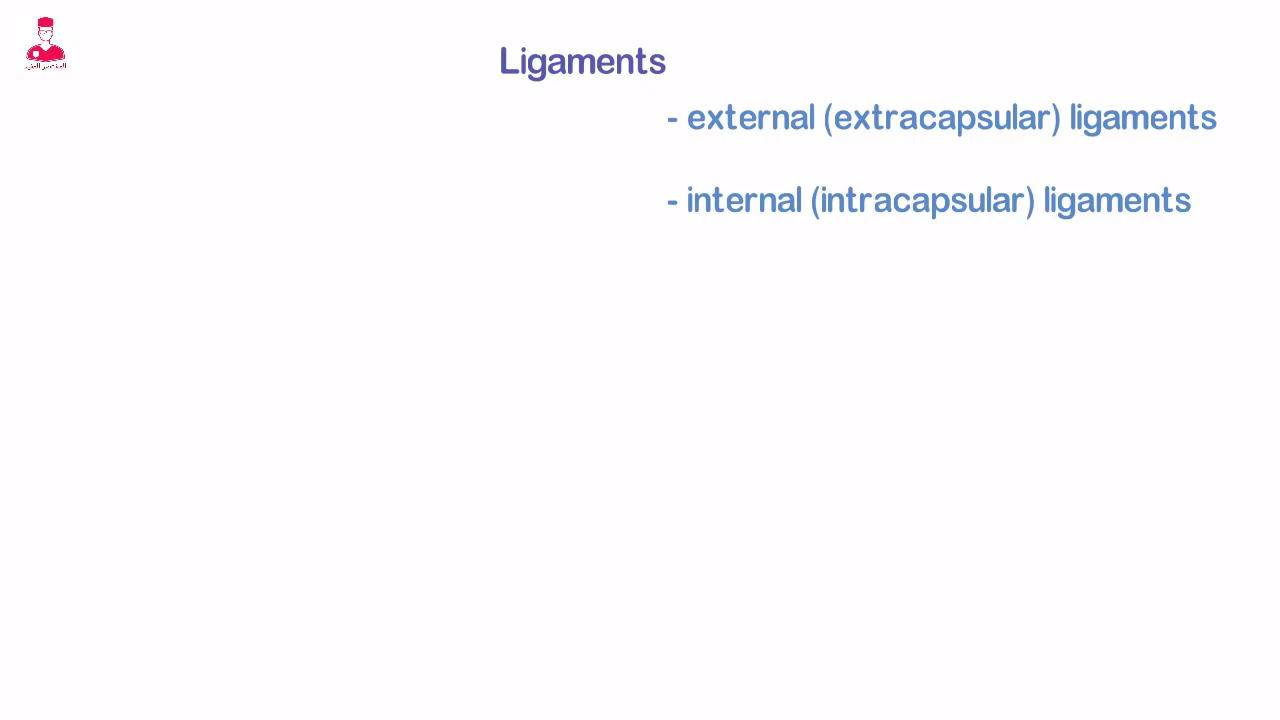 Ligaments
- external (extracapsular) ligaments
- internal (intracapsular) ligaments